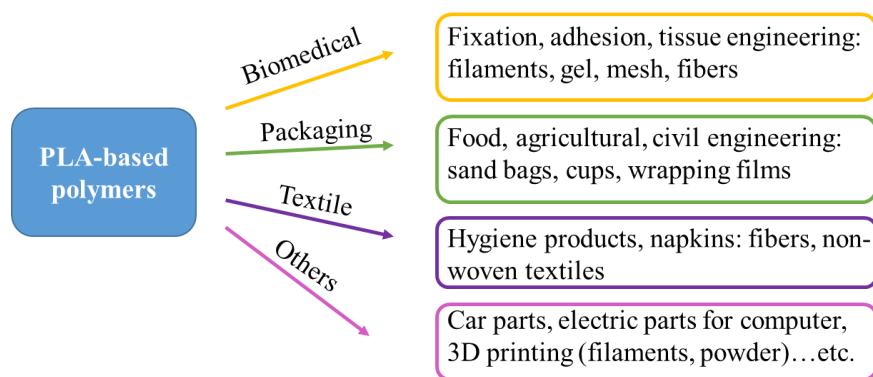 PLA-based
polymers
Biomedical
Fixation, adhesion, tissue engineering:
filaments, gel, mesh, fibers
Packaging
Food, agricultural, civil engineering:
sand bags, cups, wrapping films
Textile
Hygiene products, napkins: fibers, non-
woven textiles
Others
Car parts, electric parts for computer,
3D printing (filaments, powder)…etc.